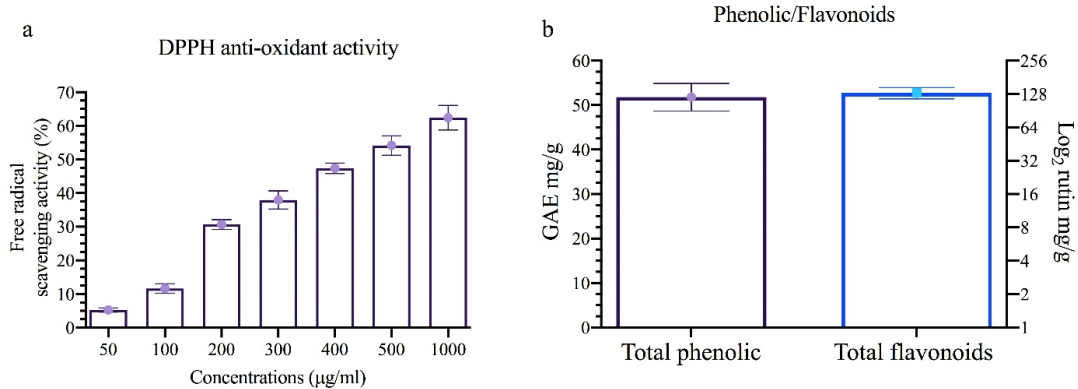 a
DPPH anti-oxidant activity
Free radical
scavenging activity (%)
70
60
50
40
30
20
10
0
50 100 200 300 400 500 1000
Concentrations (μg/ml)
b
Phenolic/Flavonoids
GAE mg/g
60
50
40
30
20
10
0
256
128
64
32
16
8
4
2
1
Log₂ rutin mg/g
Total phenolic Total flavonoids